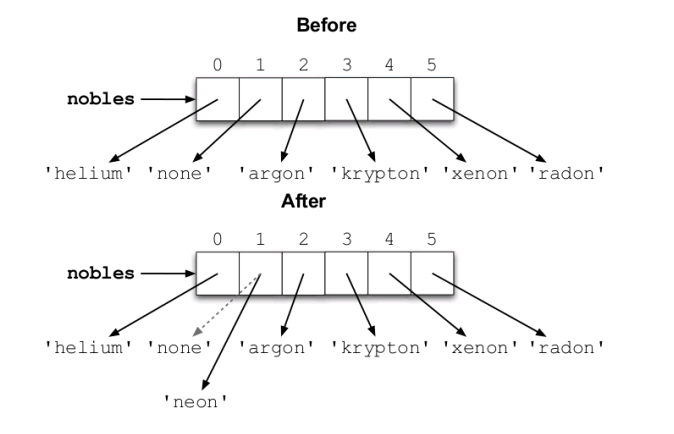 Before
0 1 2 3 4 5
nobles
'helium' 'none' 'argon' 'krypton' 'xenon' 'radon'
After
0 1 2 3 4 5
nobles
'helium' 'none' 'argon' 'krypton' 'xenon' 'radon'
'neon'